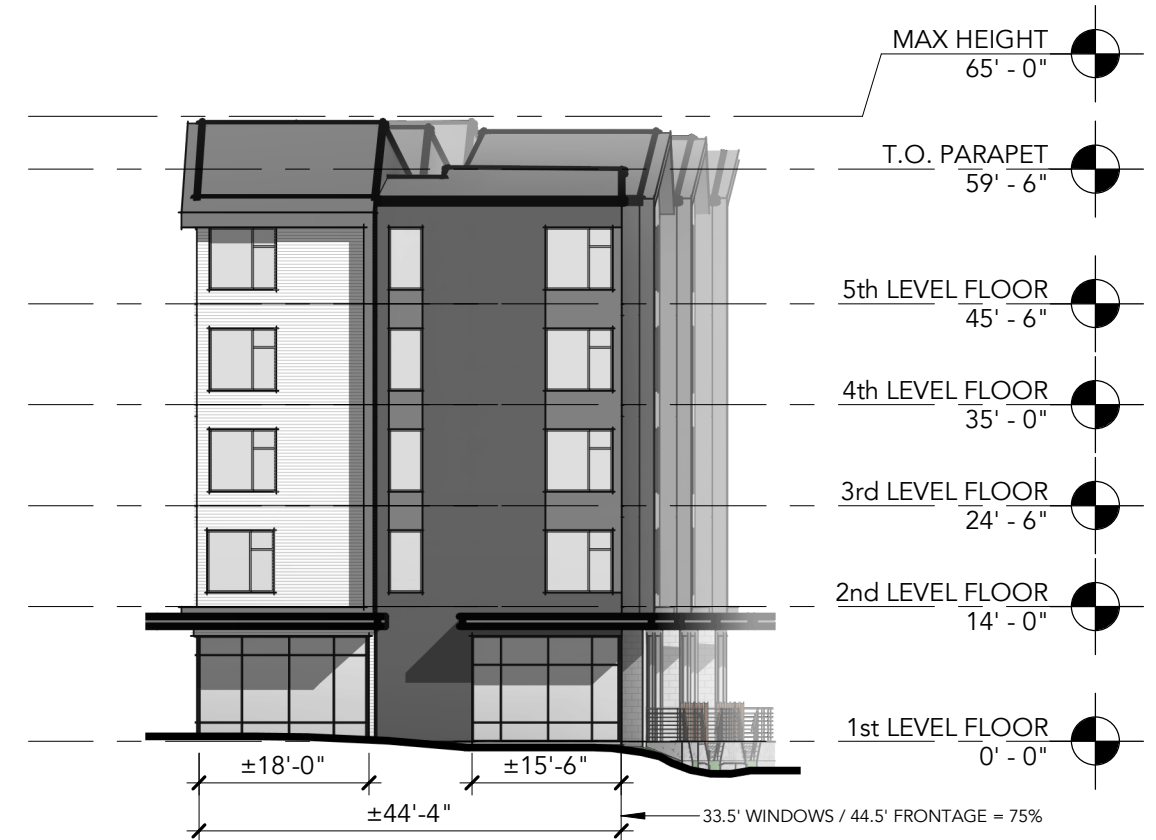 MAX HEIGHT
65' - 0"
T.O. PARAPET
59' - 6"
5th LEVEL FLOOR
45' - 6"
4th LEVEL FLOOR
35' - 0"
3rd LEVEL FLOOR
24' - 6"
2nd LEVEL FLOOR
14' - 0"
1st LEVEL FLOOR
0' - 0"
±18'-0" ±15'-6"
±44'-4" 33.5' WINDOWS / 44.5' FRONTAGE = 75%